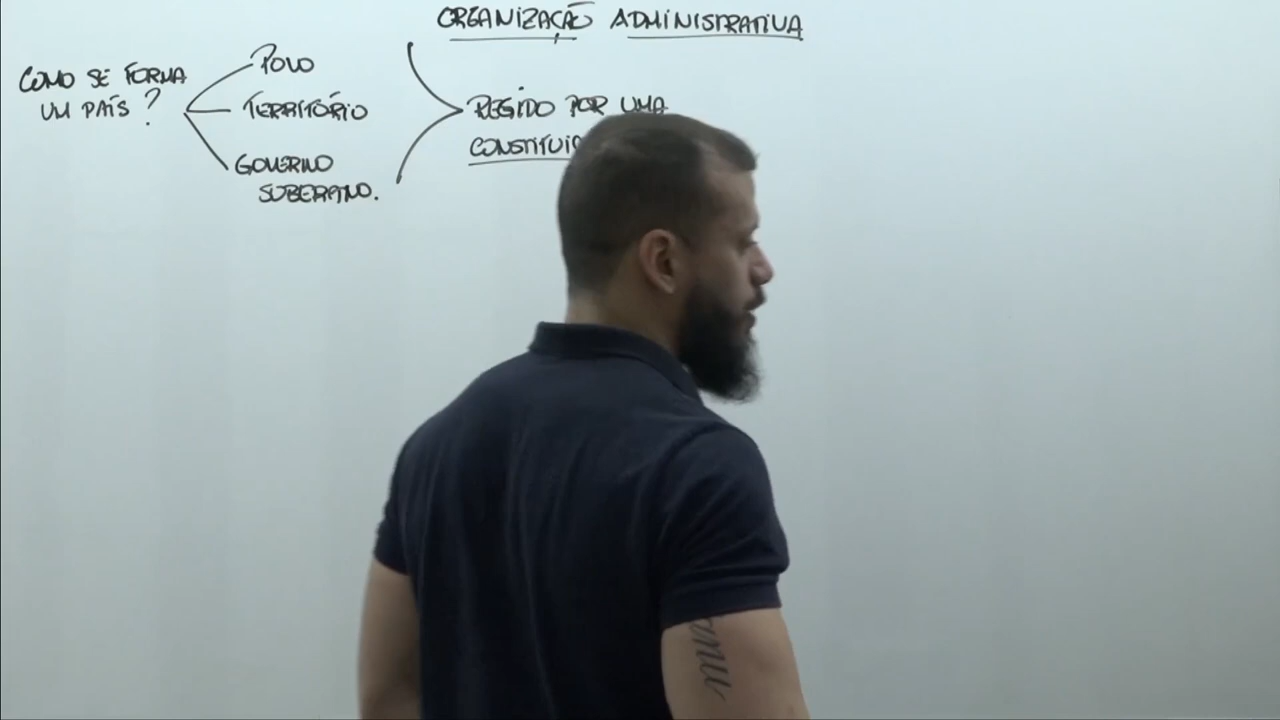 ORGANIZAÇÃO ADMINISTRATIVA
COMO SE FORMA
UM PAÍS?
POVO
TERRITÓRIO
GOVERNO
SOBERANO.
REGIDO POR UMA